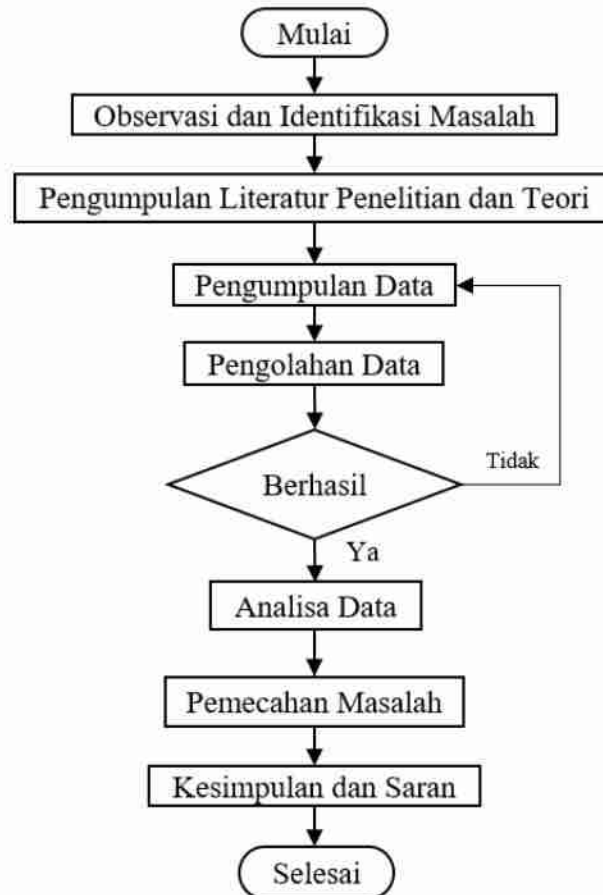 Mulai
Observasi dan Identifikasi Masalah
Pengumpulan Literatur Penelitian dan Teori
Pengumpulan Data
Pengolahan Data
Berhasil
Tidak
Ya
Analisa Data
Pemecahan Masalah
Kesimpulan dan Saran
Selesai